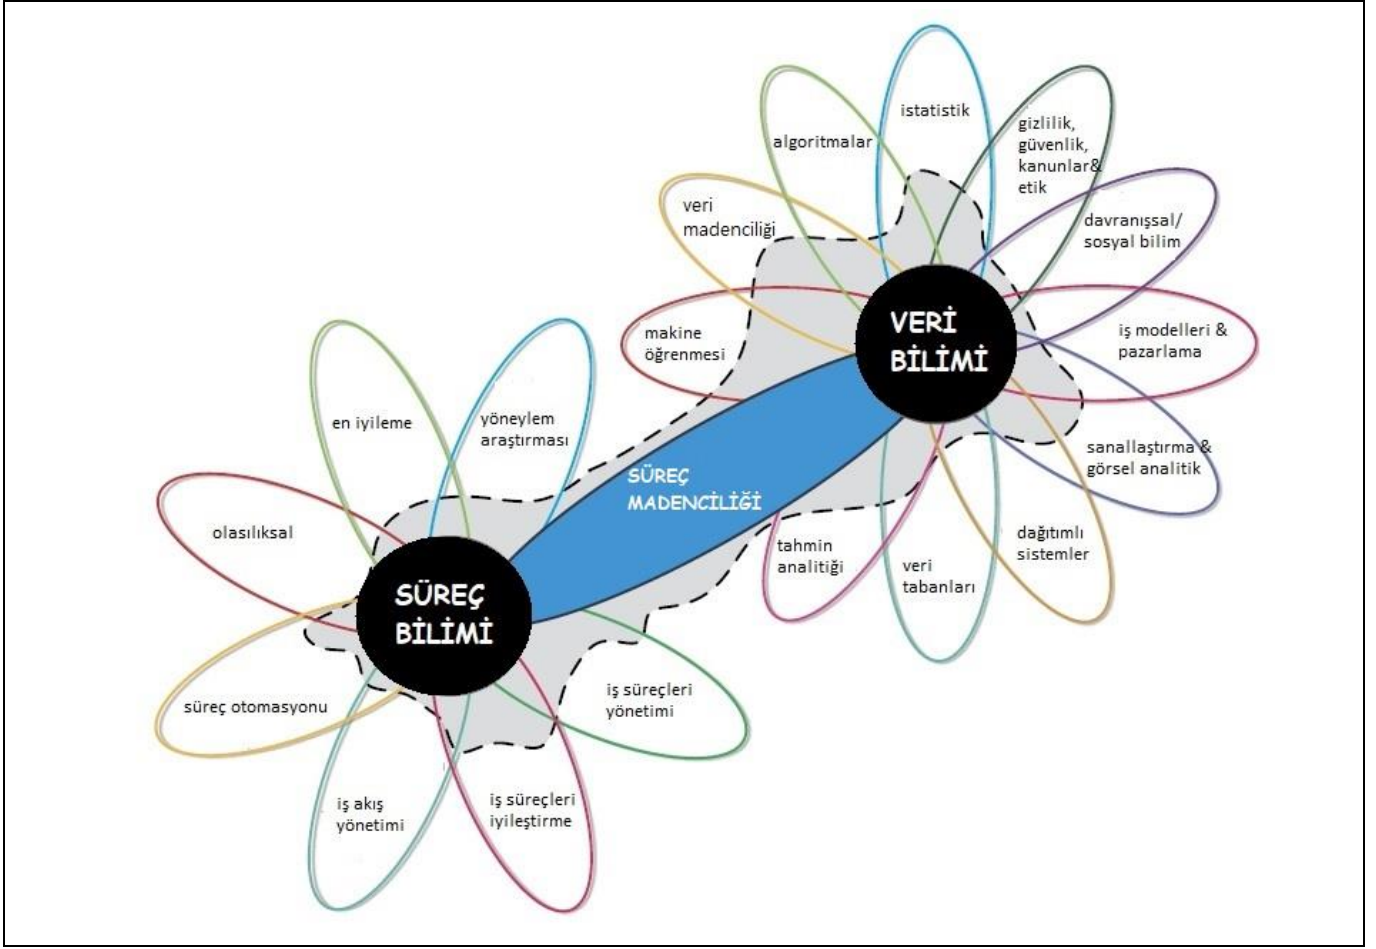 istatistik
algoritmalar
gizlilik,
güvenlik,
kanunlar&
etik
veri
madenciliği
davranışsal/
sosyal bilim
makine
öğrenmesi
VERİ
BİLİMİ
iş modelleri &
pazarlama
en iyileme
yöneylem
araştırması
sanallaştırma &
görsel analitik
SÜREÇ
MADENCİLİĞİ
olasılıksal
tahmin
analitiği
veri
tabanları
dağıtımlı
sistemler
SÜREÇ
BİLİMİ
süreç otomasyonu
iş süreçleri
yönetimi
iş akış
yönetimi
iş süreçleri
iyileştirme